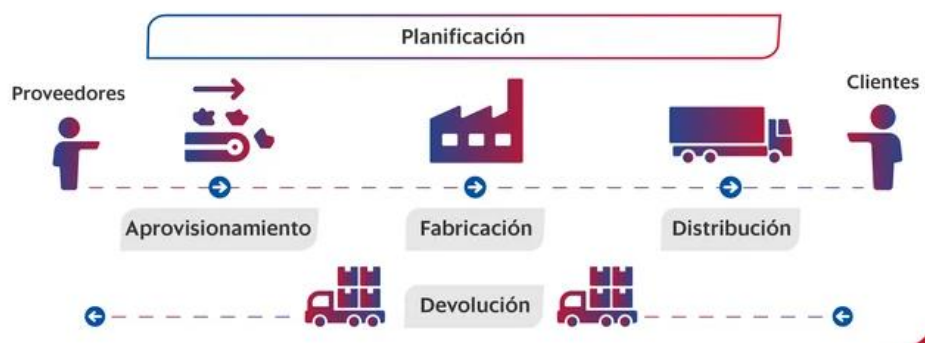 Planificación
Proveedores
Clientes
Aprovisionamiento
Fabricación
Distribución
Devolución